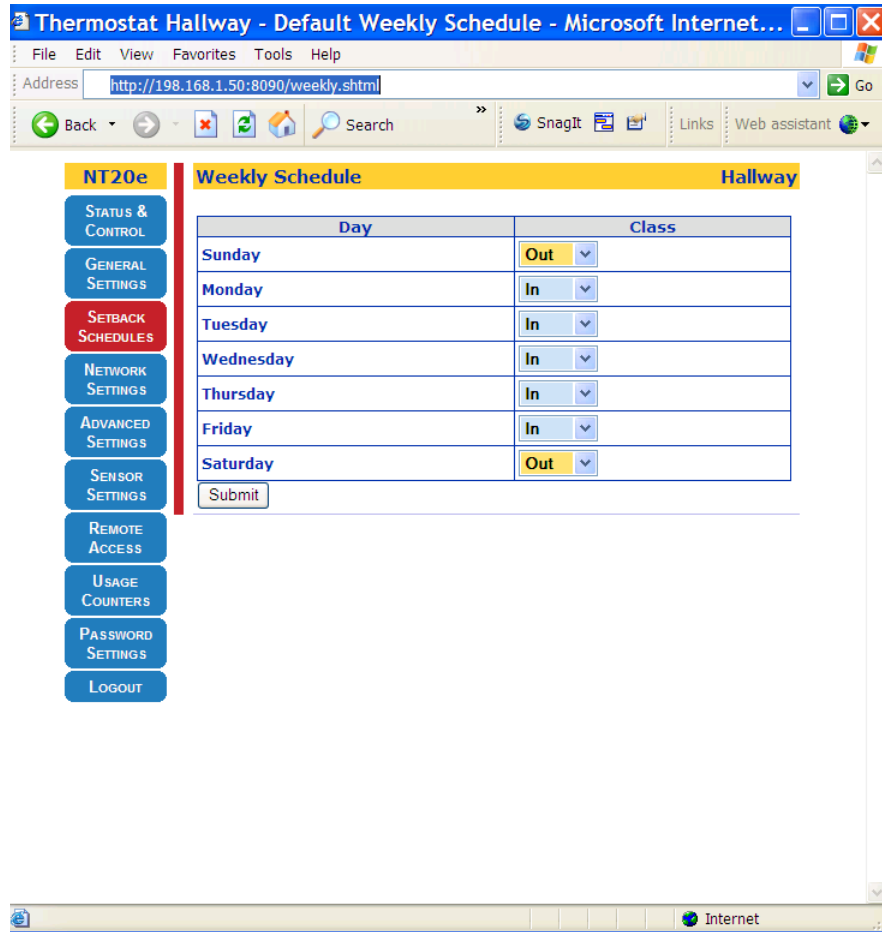 Thermostat Hallway - Default Weekly Schedule - Microsoft Internet...
File Edit View Favorites Tools Help
Address http://198.168.1.50:8090/weekly.shtml Go
Back Search » SnagIt Links Web assistant
NT20e
STATUS & CONTROL
GENERAL SETTINGS
SETBACK SCHEDULES
NETWORK SETTINGS
ADVANCED SETTINGS
SENSOR SETTINGS
REMOTE ACCESS
USAGE COUNTERS
PASSWORD SETTINGS
LOGOUT
Weekly Schedule Hallway
Day Class
Sunday Out
Monday In
Tuesday In
Wednesday In
Thursday In
Friday In
Saturday Out
Submit
Internet